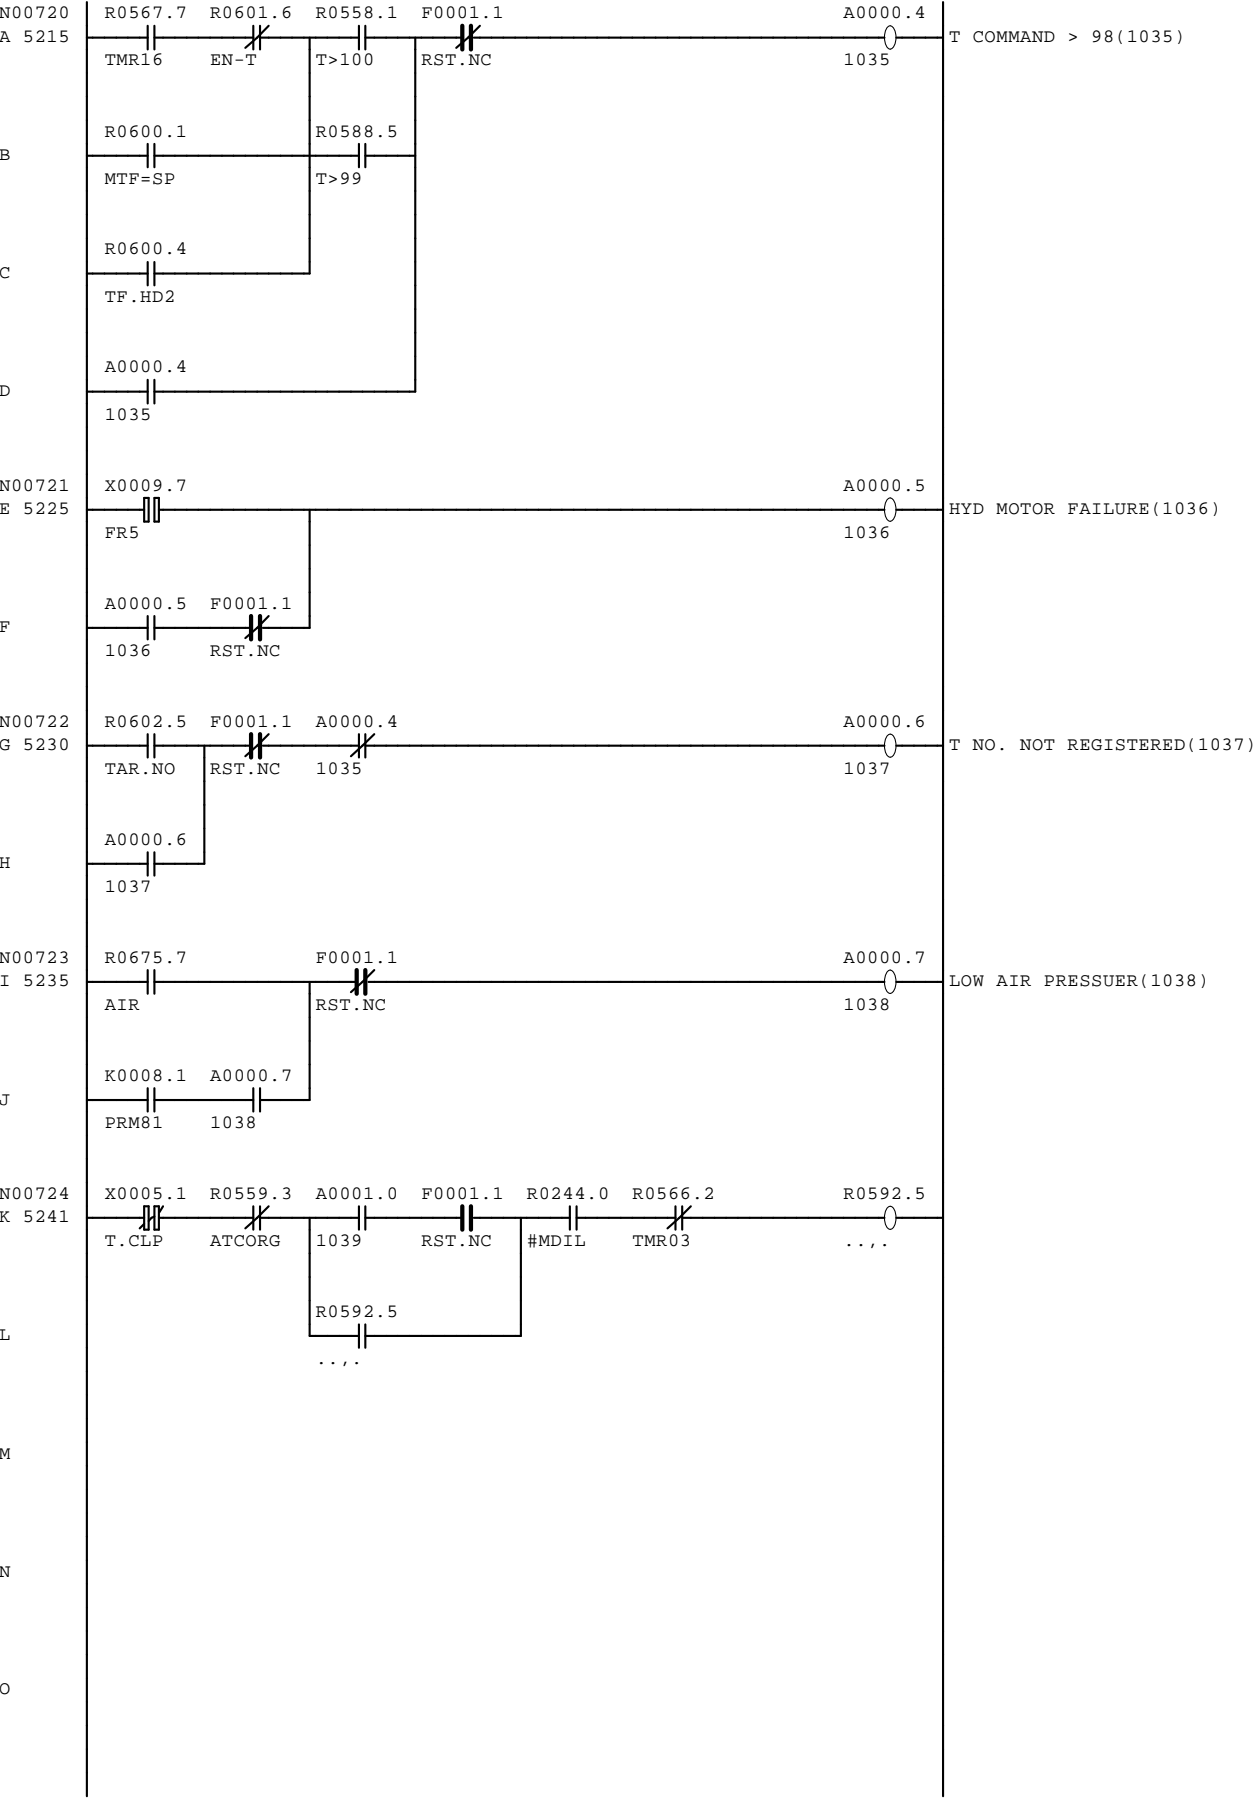 N00720 R0567.7 R0601.6 R0558.1 F0001.1 A0000.4
A 5215 T COMMAND > 98(1035)
TMR16 EN-T T>100 RST.NC 1035
R0600.1 R0588.5
B
MTF=SP T>99
R0600.4
C
TF.HD2
A0000.4
D
1035
N00721 X0009.7 A0000.5
E 5225 HYD MOTOR FAILURE(1036)
FR5 1036
A0000.5 F0001.1
F
1036 RST.NC
N00722 R0602.5 F0001.1 A0000.4 A0000.6
G 5230 T NO. NOT REGISTERED(1037)
TAR.NO RST.NC 1035 1037
A0000.6
H
1037
N00723 R0675.7 F0001.1 A0000.7
I 5235 LOW AIR PRESSUER(1038)
AIR RST.NC 1038
K0008.1 A0000.7
J
PRM81 1038
N00724 X0005.1 R0559.3 A0001.0 F0001.1 R0244.0 R0566.2 R0592.5
K 5241
T.CLP ATCORG 1039 RST.NC #MDIL TMR03 ..,.
R0592.5
L
..,.
M
N
O